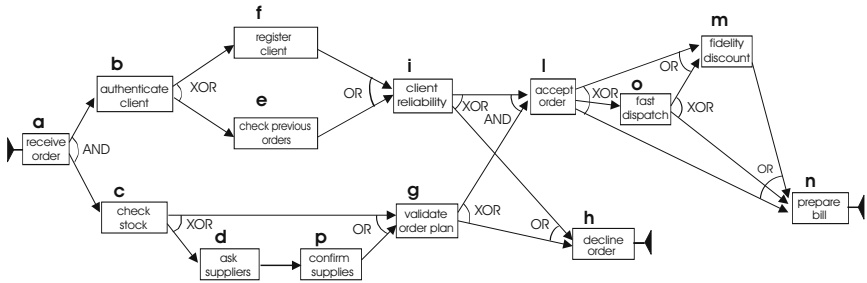 a
receive
order
AND
b
authenticate
client
XOR
f
register
client
e
check previous
orders
OR
i
client
reliability
XOR
AND
c
check
stock
XOR
d
ask
suppliers
p
confirm
supplies
OR
g
validate
order plan
XOR
OR
h
decline
order
l
accept
order
XOR
o
fast
dispatch
XOR
OR
m
fidelity
discount
OR
n
prepare
bill